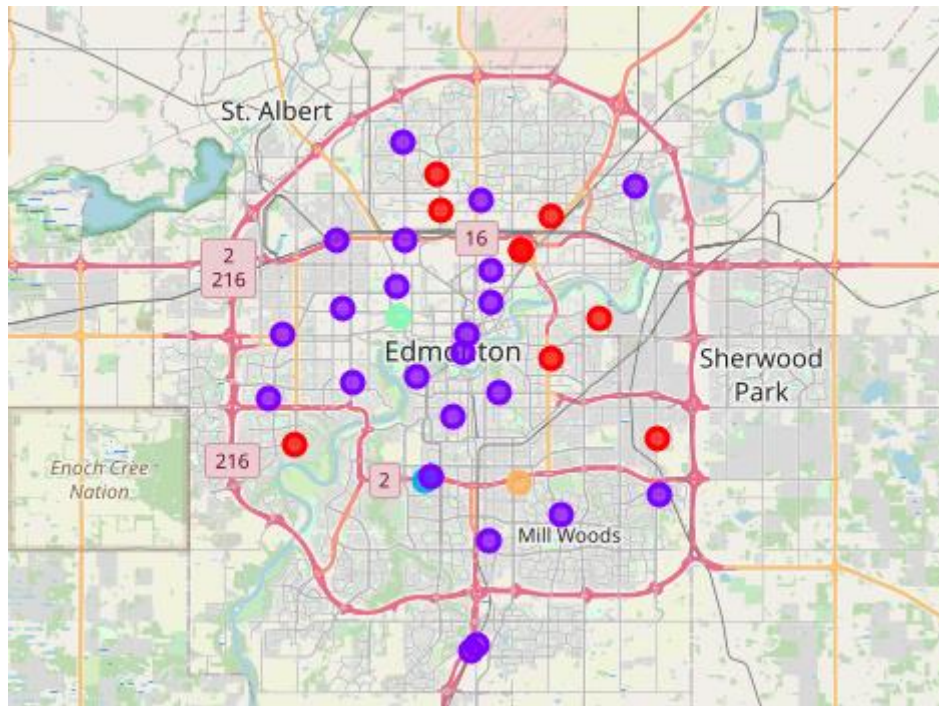 St. Albert
16
2
216
Edmonton
Sherwood
Park
Enoch Cree
Nation
216
2
Mill Woods